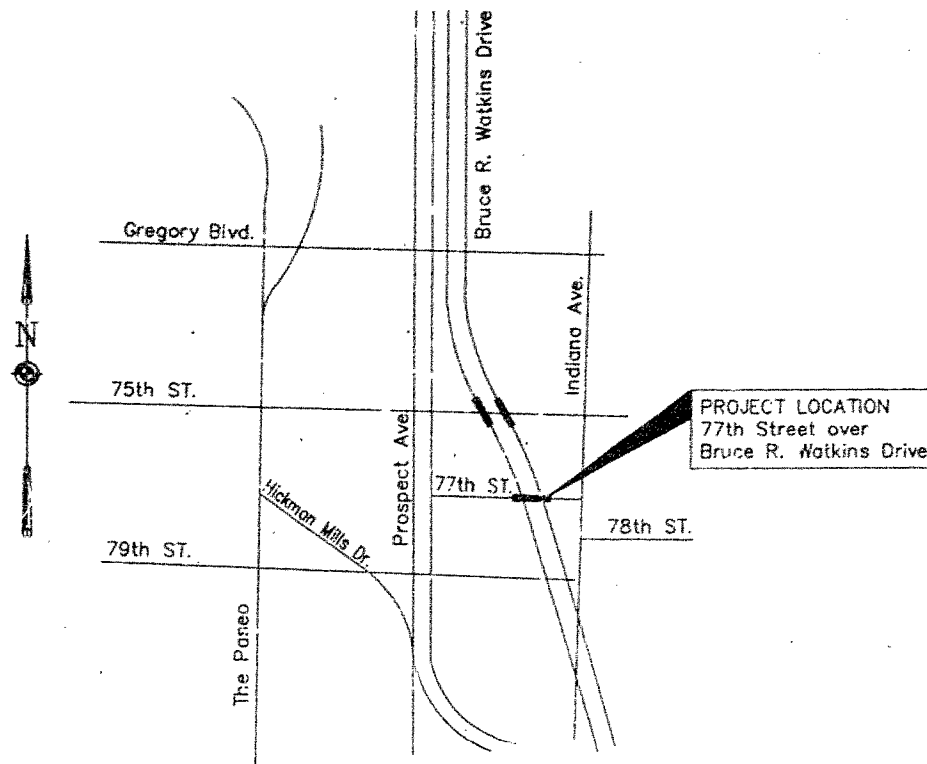 Bruce R. Watkins Drive
Gregory Blvd.
Indiana Ave.
N
75th ST.
PROJECT LOCATION
77th Street over
Bruce R. Watkins Drive
Prospect Ave.
77th ST.
Hickman Mills Dr.
78th ST.
79th ST.
The Paseo